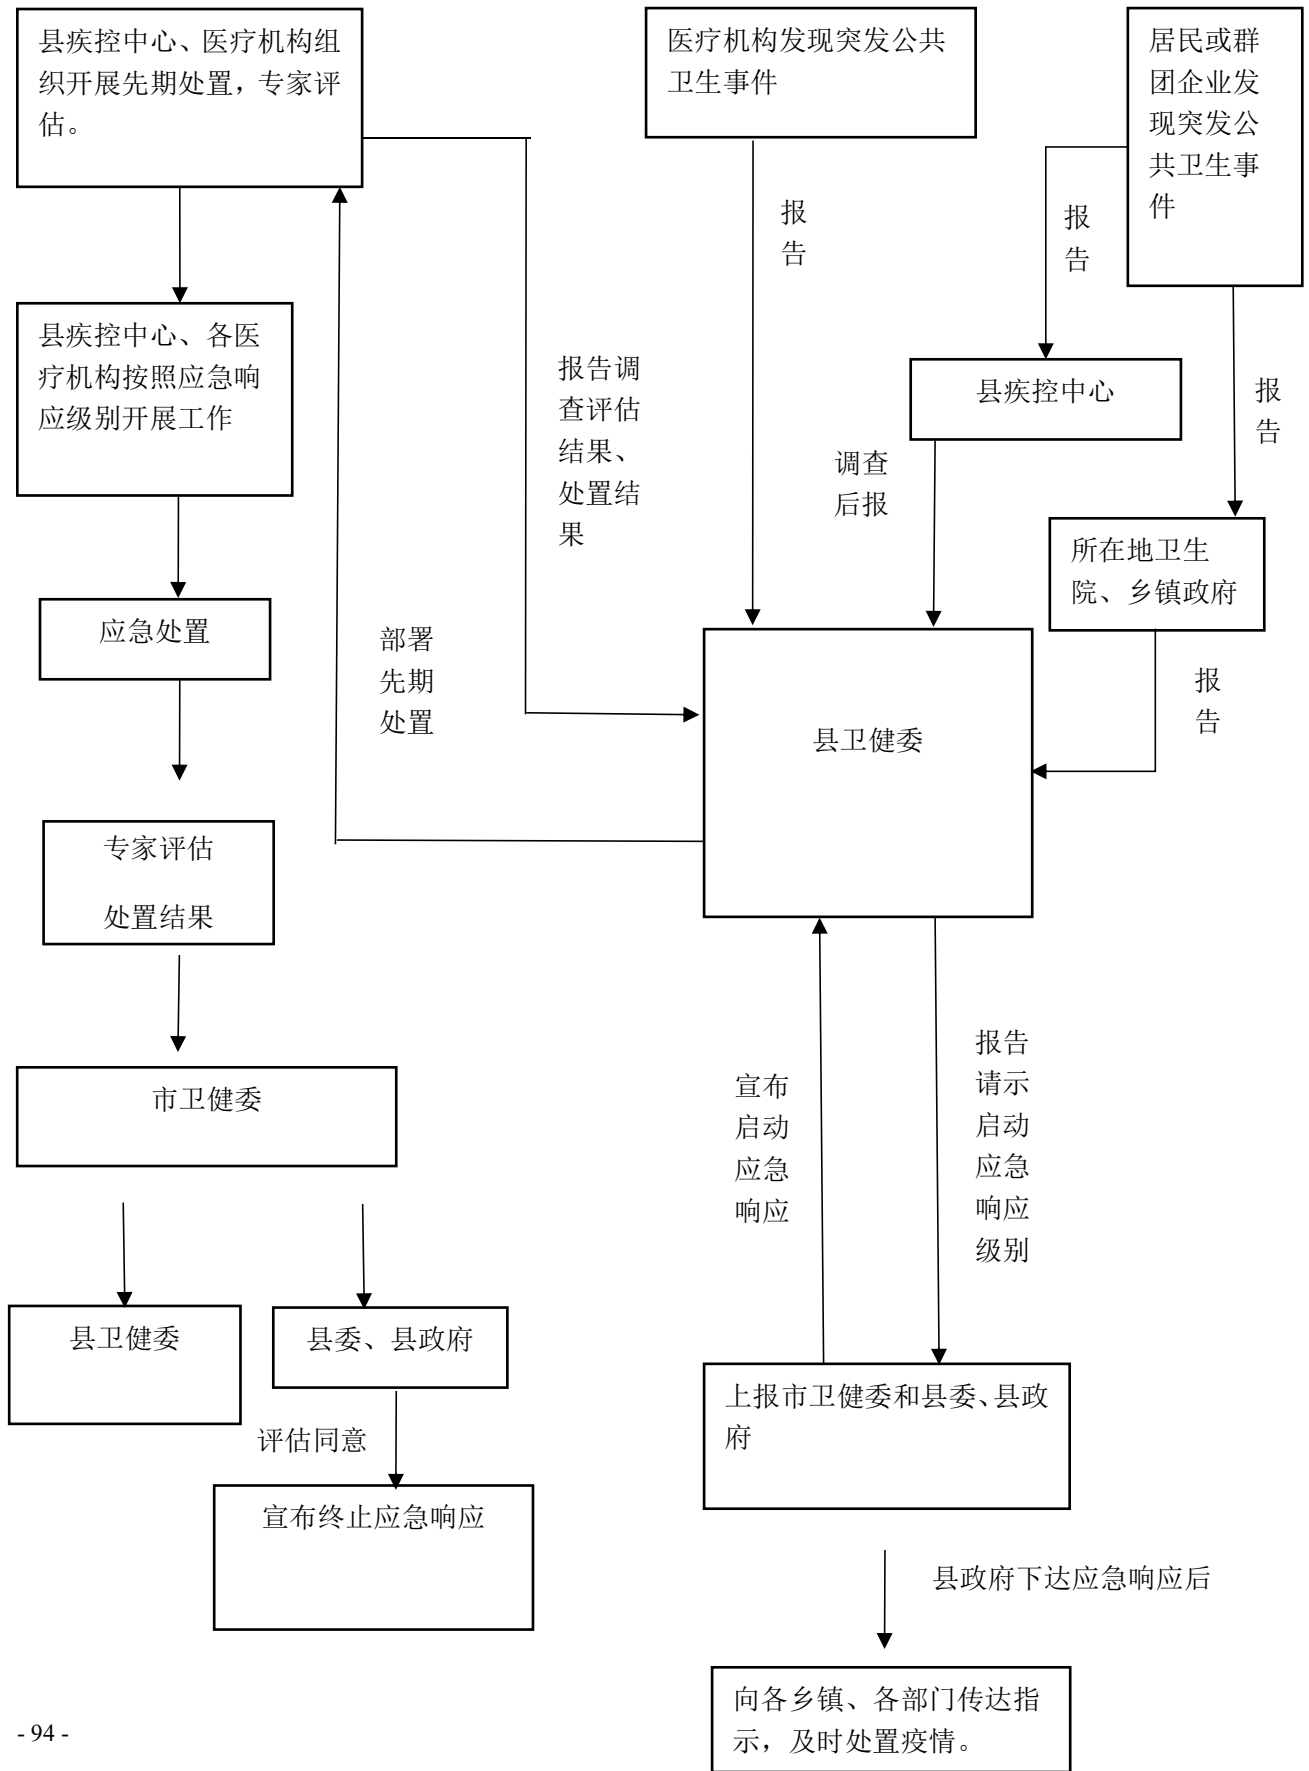 县疾控中心、医疗机构组
织开展先期处置，专家评
估。
医疗机构发现突发公共
卫生事件
居民或群
团企业发
现突发公
共卫生事
件
报
告
报
告
县疾控中心、各医
疗机构按照应急响
应级别开展工作
报告调
查评估
结果、
处置结
果
县疾控中心
报
告
调查
后报
所在地卫生
院、乡镇政府
应急处置
部署
先期
处置
县卫健委
报
告
专家评估
处置结果
市卫健委
宣布
启动
应急
响应
报告
请示
启动
应急
响应
级别
县卫健委
县委、县政府
评估同意
宣布终止应急响应
上报市卫健委和县委、县政
府
县政府下达应急响应后
向各乡镇、各部门传达指
示，及时处置疫情。
- 94 -